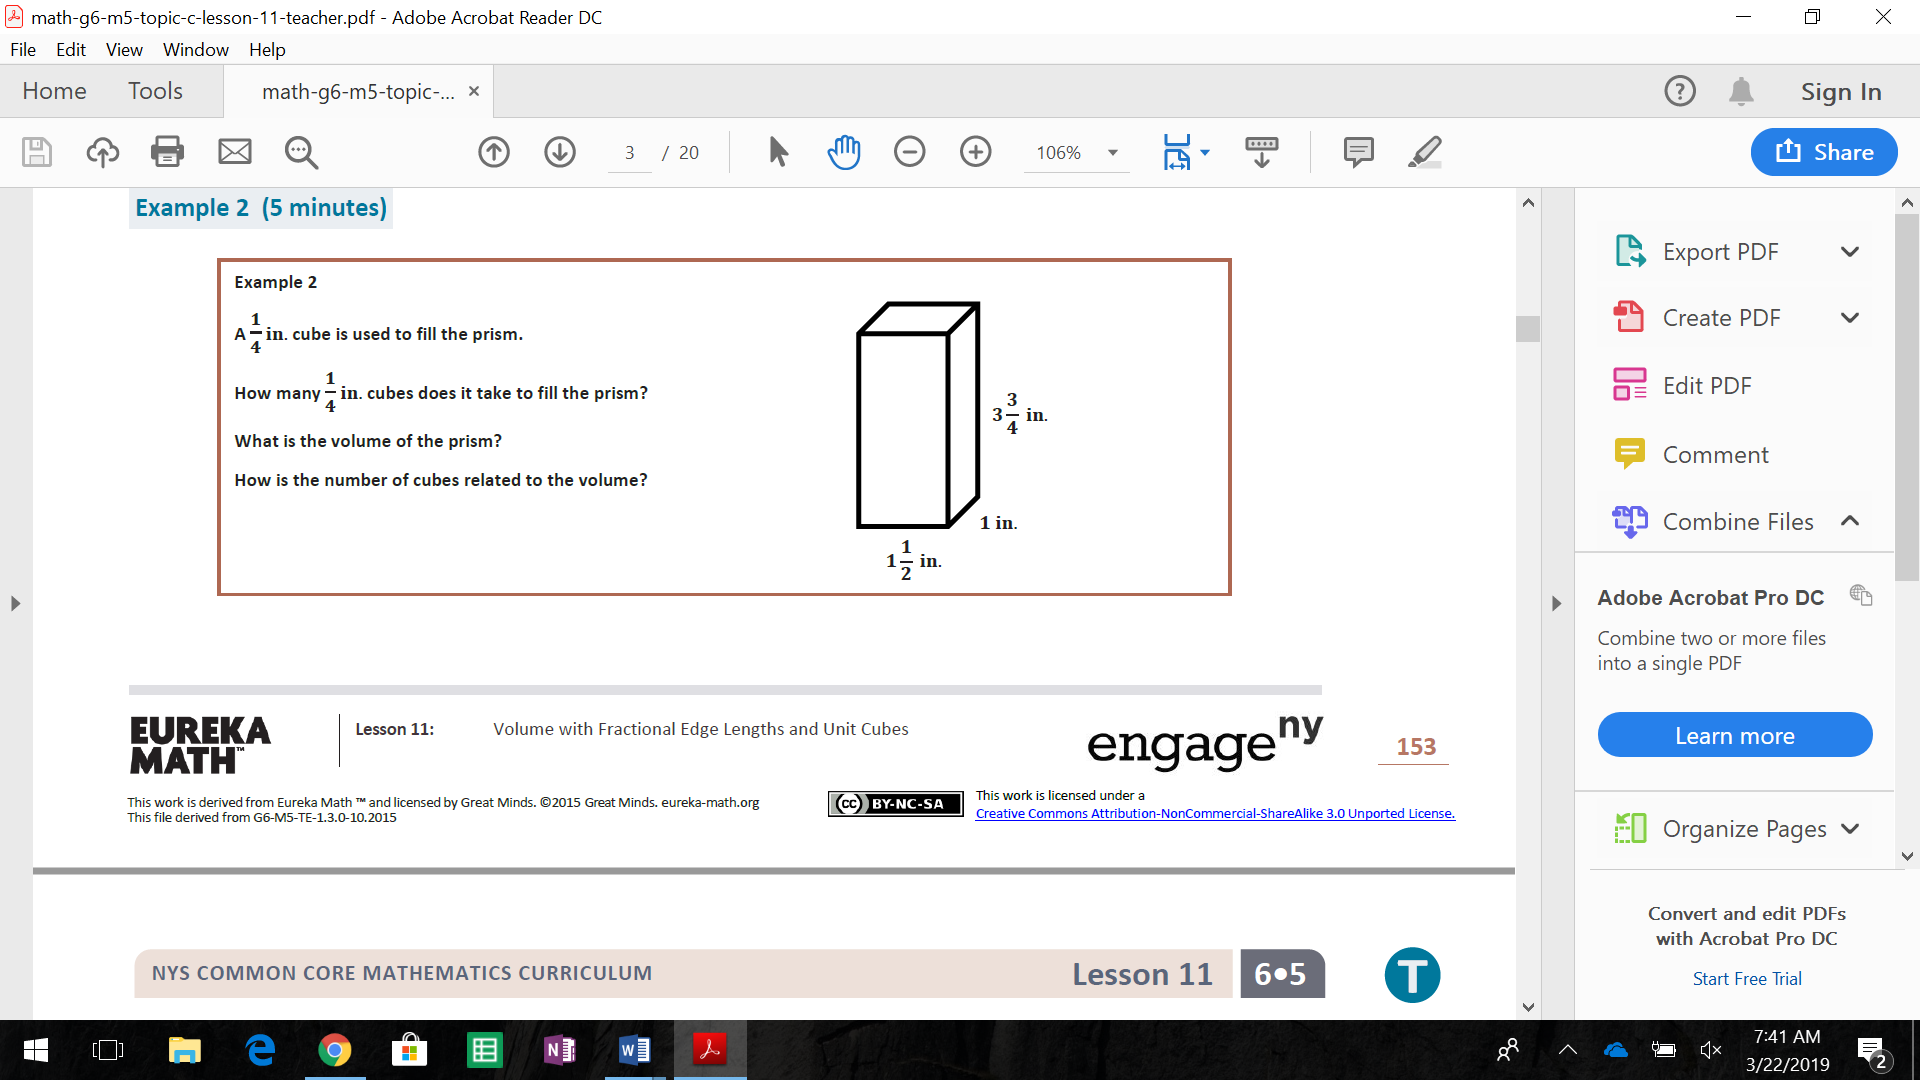 math-g6-m5-topic-c-lesson-11-teacher.pdf - Adobe Acrobat Reader DC
File Edit View Window Help
Home Tools math-g6-m5-topic-... × Sign In
3 / 20 106% Share
Example 2 (5 minutes)
Example 2
A 1/4 in. cube is used to fill the prism.
How many 1/4 in. cubes does it take to fill the prism?
What is the volume of the prism?
How is the number of cubes related to the volume?
3 3/4 in.
1 in.
1 1/2 in.
EUREKA
MATH™
Lesson 11: Volume with Fractional Edge Lengths and Unit Cubes
engageny
153
This work is derived from Eureka Math ™ and licensed by Great Minds. ©2015 Great Minds. eureka-math.org
This file derived from G6-M5-TE-1.3.0-10.2015
CC BY-NC-SA
This work is licensed under a
Creative Commons Attribution-NonCommercial-ShareAlike 3.0 Unported License.
NYS COMMON CORE MATHEMATICS CURRICULUM Lesson 11 6•5 T
Export PDF
Create PDF
Edit PDF
Comment
Combine Files
Adobe Acrobat Pro DC
Combine two or more files
into a single PDF
Learn more
Organize Pages
Convert and edit PDFs
with Acrobat Pro DC
Start Free Trial
7:41 AM
3/22/2019
2